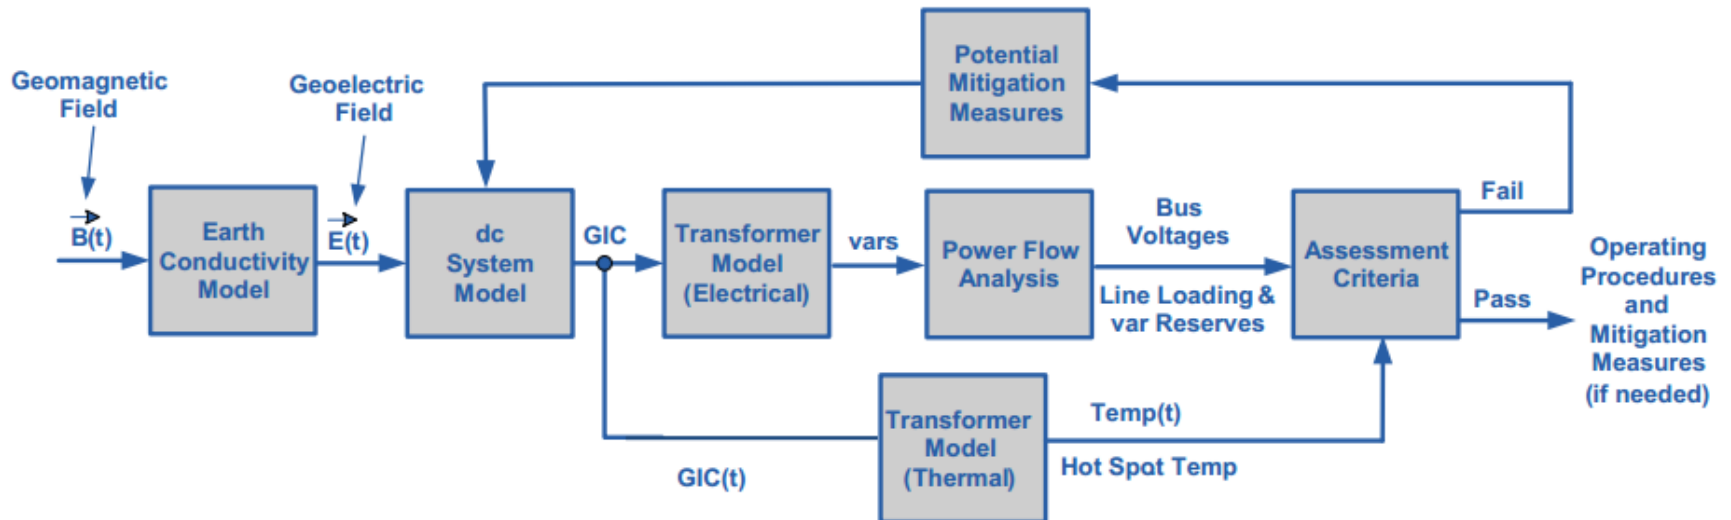 Geomagnetic
Field
Geoelectric
Field
Potential
Mitigation
Measures
B(t)
Earth
Conductivity
Model
E(t)
dc
System
Model
GIC
Transformer
Model
(Electrical)
vars
Power Flow
Analysis
Bus
Voltages
Line Loading &
var Reserves
Assessment
Criteria
Fail
Pass
Operating
Procedures
and
Mitigation
Measures
(if needed)
GIC(t)
Transformer
Model
(Thermal)
Temp(t)
Hot Spat Temp